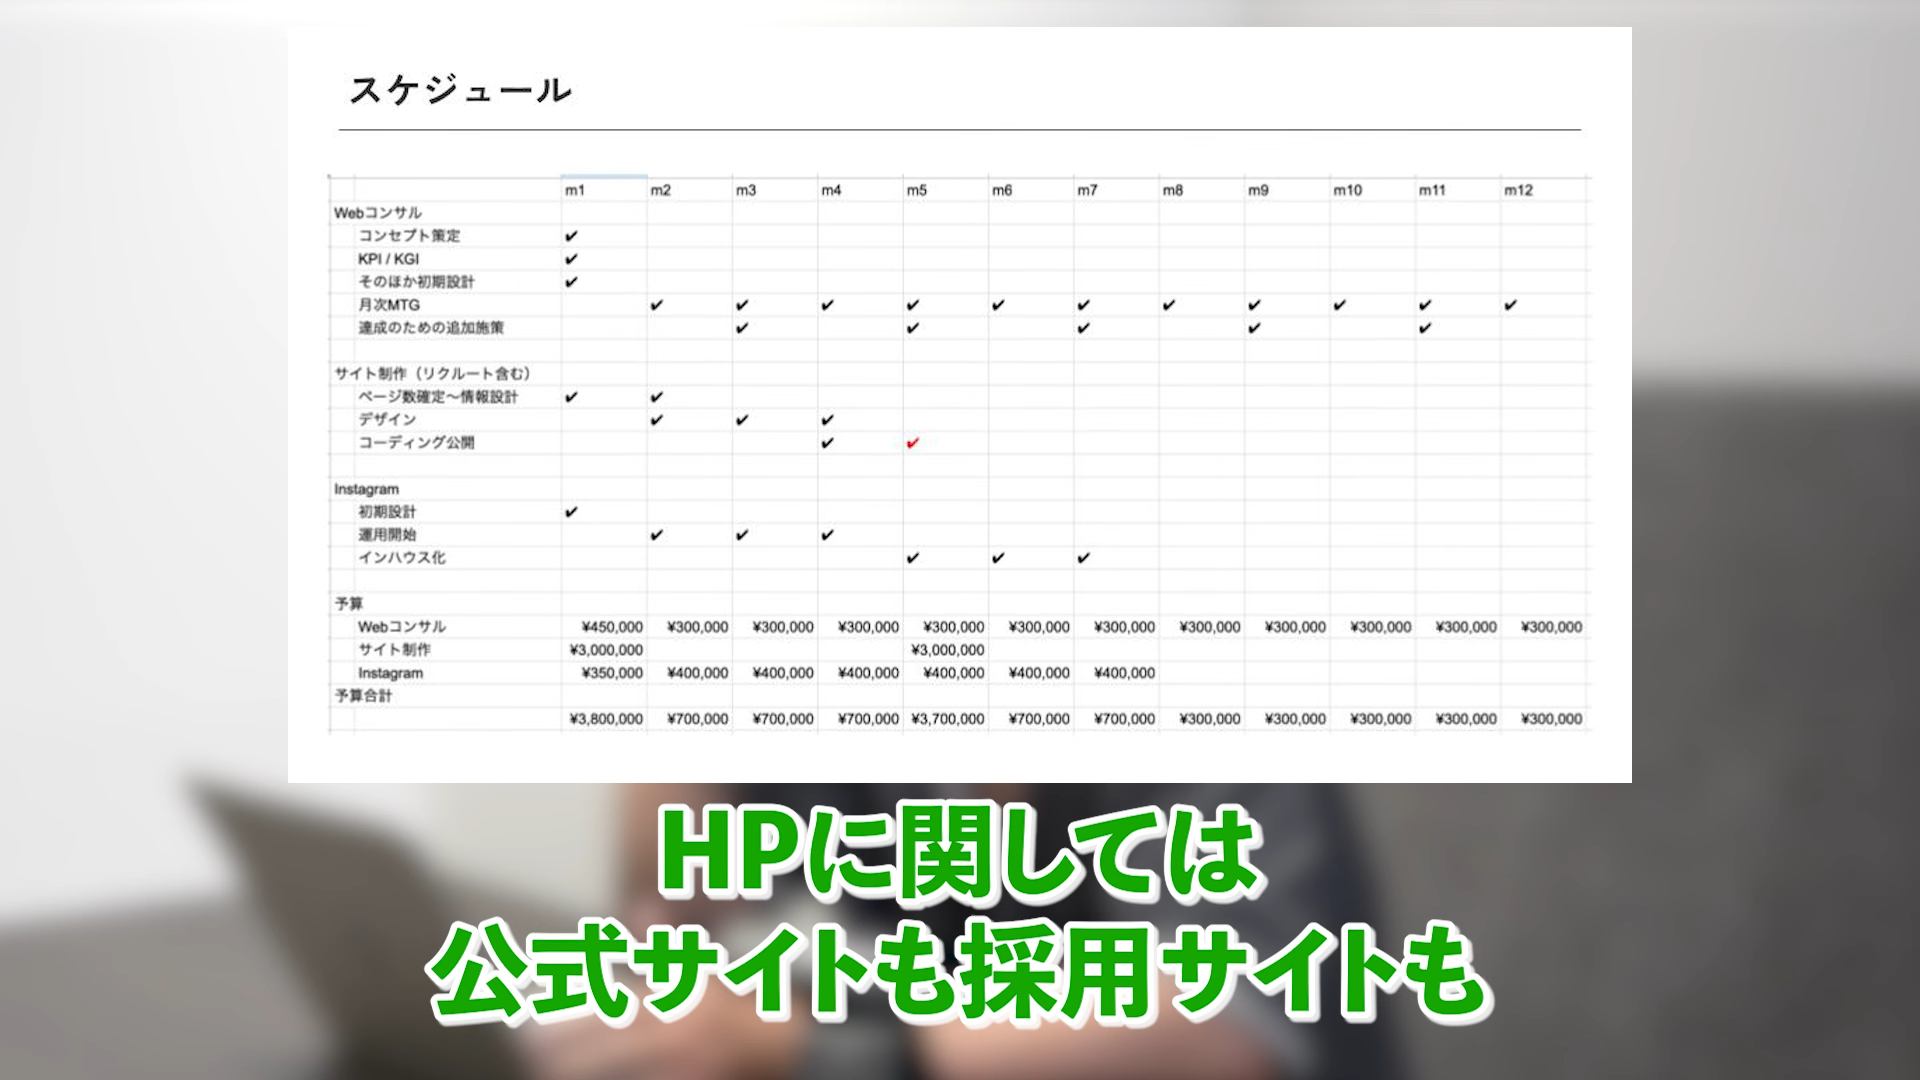 スケジュール
m1 m2 m3 m4 m5 m6 m7 m8 m9 m10 m11 m12
Webコンサル
コンセプト策定 ✔
KPI / KGI ✔
そのほか初期設計 ✔
月次MTG ✔ ✔ ✔ ✔ ✔ ✔ ✔ ✔ ✔ ✔ ✔
達成のための追加施策 ✔ ✔ ✔ ✔ ✔
サイト制作（リクルート含む）
ページ数確定～情報設計 ✔ ✔
デザイン ✔ ✔ ✔
コーディング公開 ✔ ✔
Instagram
初期設計 ✔
運用開始 ✔ ✔ ✔
インハウス化 ✔ ✔ ✔
予算
Webコンサル ¥450,000 ¥300,000 ¥300,000 ¥300,000 ¥300,000 ¥300,000 ¥300,000 ¥300,000 ¥300,000 ¥300,000 ¥300,000 ¥300,000
サイト制作 ¥3,000,000 ¥3,000,000
Instagram ¥350,000 ¥400,000 ¥400,000 ¥400,000 ¥400,000 ¥400,000 ¥400,000
予算合計
¥3,800,000 ¥700,000 ¥700,000 ¥700,000 ¥3,700,000 ¥700,000 ¥700,000 ¥300,000 ¥300,000 ¥300,000 ¥300,000 ¥300,000
HPに関しては
公式サイトも採用サイトも